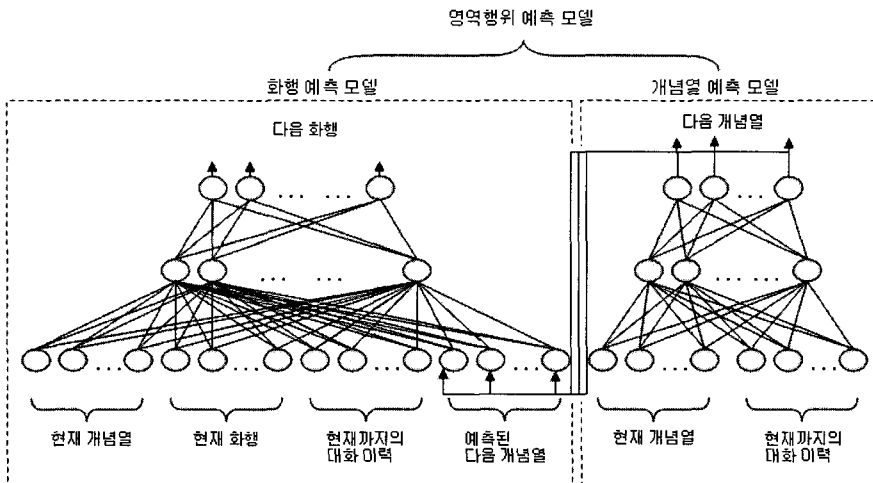 영역행위 예측 모델
화행 예측 모델
개념열 예측 모델
다음 화행
다음 개념열
현재 개념열
현재 화행
현재까지의
대화 이력
예측된
다음 개념열
현재 개념열
현재까지의
대화 이력